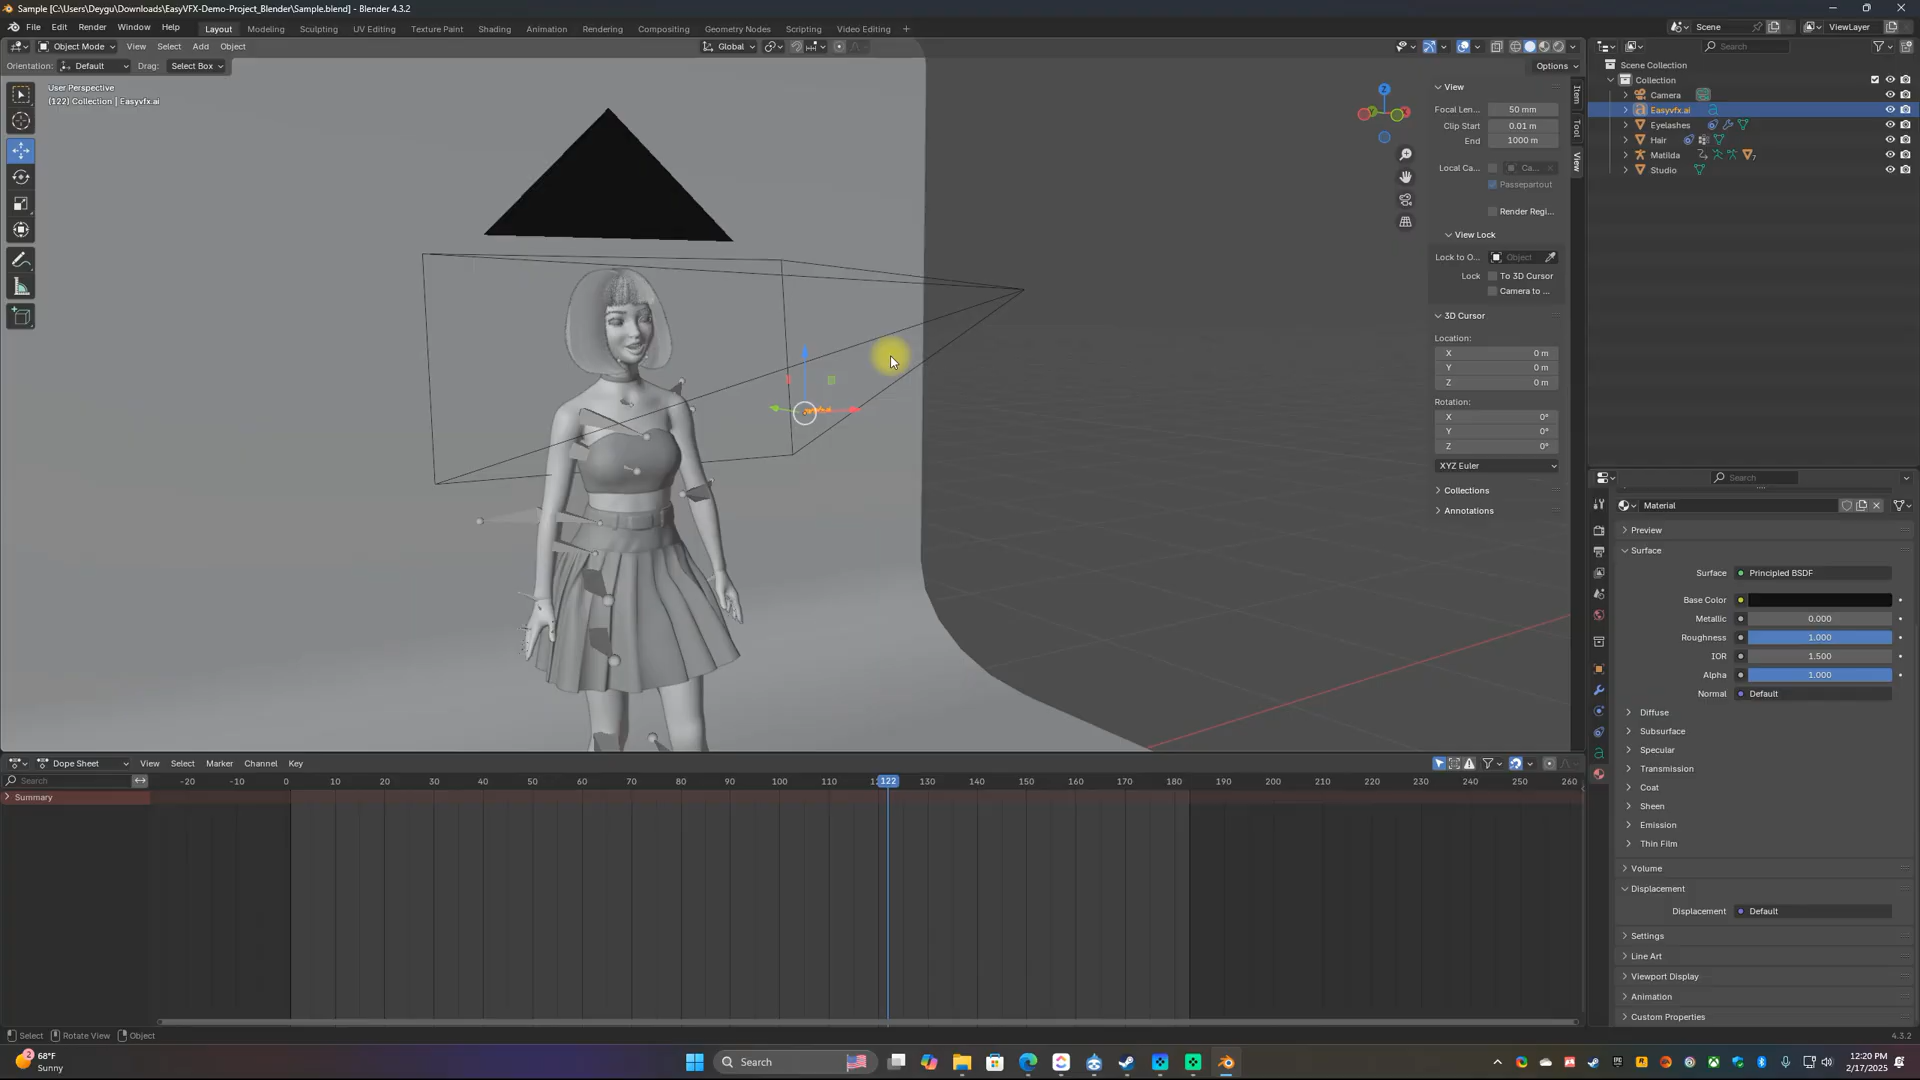 Sample [C:\Users\Deygu\Downloads\EasyVFX-Demo-Project_Blender\Sample.blend] - Blender 4.3.2
File Edit Render Window Help Layout Modeling Sculpting UV Editing Texture Paint Shading Animation Rendering Compositing Geometry Nodes Scripting Video Editing + Scene ViewLayer
Object Mode View Select Add Object Global Search
Orientation: Default Drag: Select Box Options
Scene Collection
Collection
Camera
Easyvfx.ai
Eyelashes
Hair
Matilda 7
Studio
User Perspective
(122) Collection | Easyvfx.ai
Z
View
Focal Len... 50 mm
Clip Start 0.01 m
End 1000 m
Local Ca... Ca...
Passepartout
Render Regi...
View Lock
Lock to O... Object
Lock To 3D Cursor
Camera to ...
3D Cursor
Location:
X 0 m
Y 0 m
Z 0 m
Rotation:
X 0°
Y 0°
Z 0°
XYZ Euler
Collections
Annotations
Item
Tool
View
Search
Material
Preview
Surface
Surface Principled BSDF
Base Color
Metallic 0.000
Roughness 1.000
IOR 1.500
Alpha 1.000
Normal Default
Diffuse
Subsurface
Specular
Transmission
Coat
Sheen
Emission
Thin Film
Volume
Displacement
Displacement Default
Settings
Line Art
Viewport Display
Animation
Custom Properties
Dope Sheet View Select Marker Channel Key
Search -20 -10 0 10 20 30 40 50 60 70 80 90 100 110 122 130 140 150 160 170 180 190 200 210 220 230 240 250 260
Summary
Select Rotate View Object 4.3.2
2 68°F
Sunny
Search
12:20 PM
2/17/2025